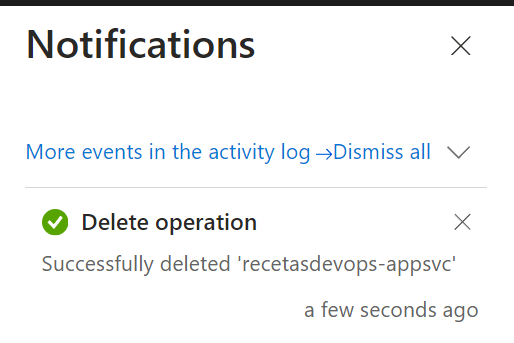 Notifications
More events in the activity log →Dismiss all
Delete operation
Successfully deleted 'recetasdevops-appsvc'
a few seconds ago